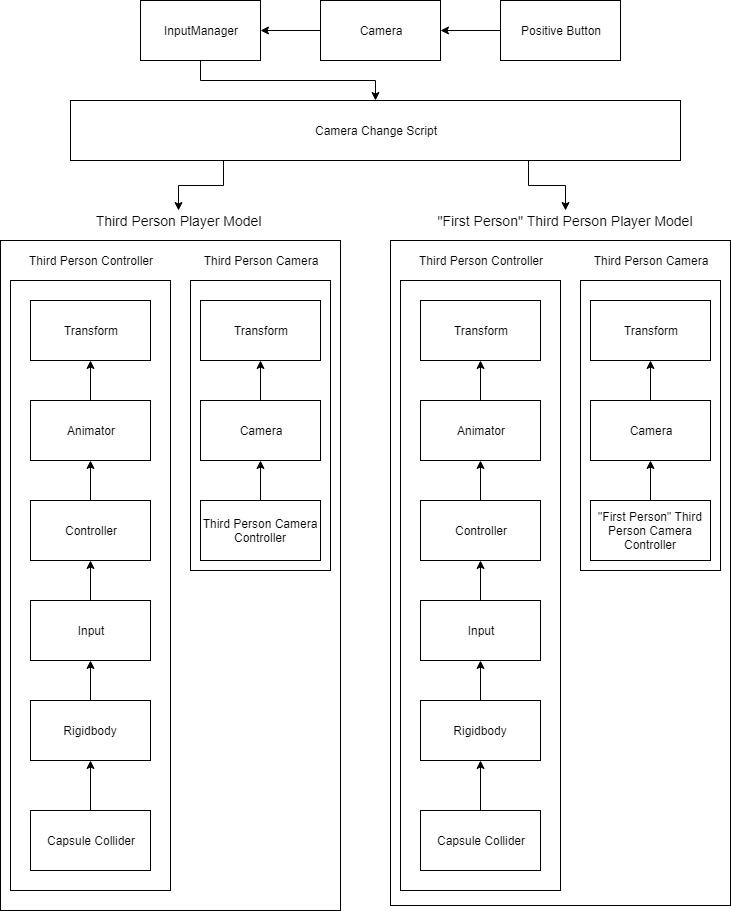 InputManager
Camera
Positive Button
Camera Change Script
Third Person Player Model
"First Person" Third Person Player Model
Third Person Controller
Third Person Camera
Transform
Animator
Controller
Input
Rigidbody
Capsule Collider
Transform
Camera
Third Person Camera
Controller
Third Person Controller
Third Person Camera
Transform
Animator
Controller
Input
Rigidbody
Capsule Collider
Transform
Camera
"First Person" Third
Person Camera
Controller